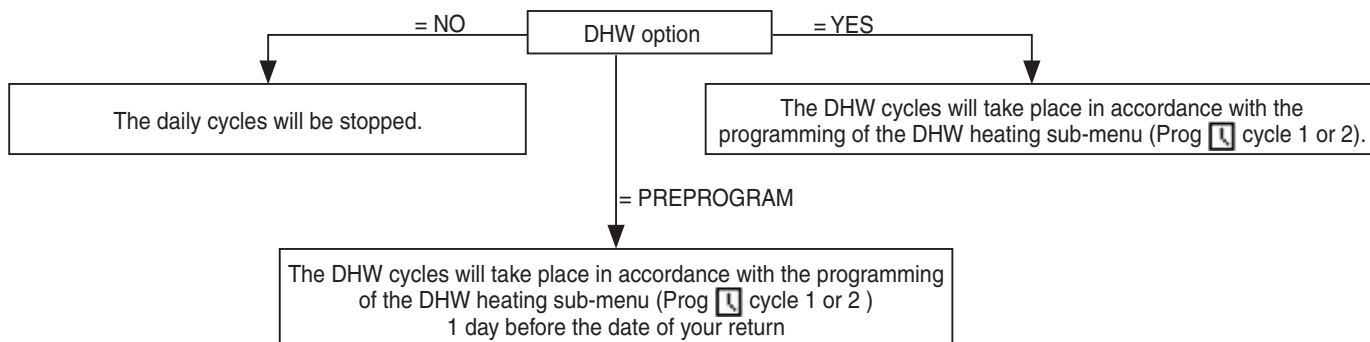 = NO
DHW option
= YES
The daily cycles will be stopped.
The DHW cycles will take place in accordance with the
programming of the DHW heating sub-menu (Prog cycle 1 or 2).
= PREPROGRAM
The DHW cycles will take place in accordance with the programming
of the DHW heating sub-menu (Prog cycle 1 or 2 )
1 day before the date of your return